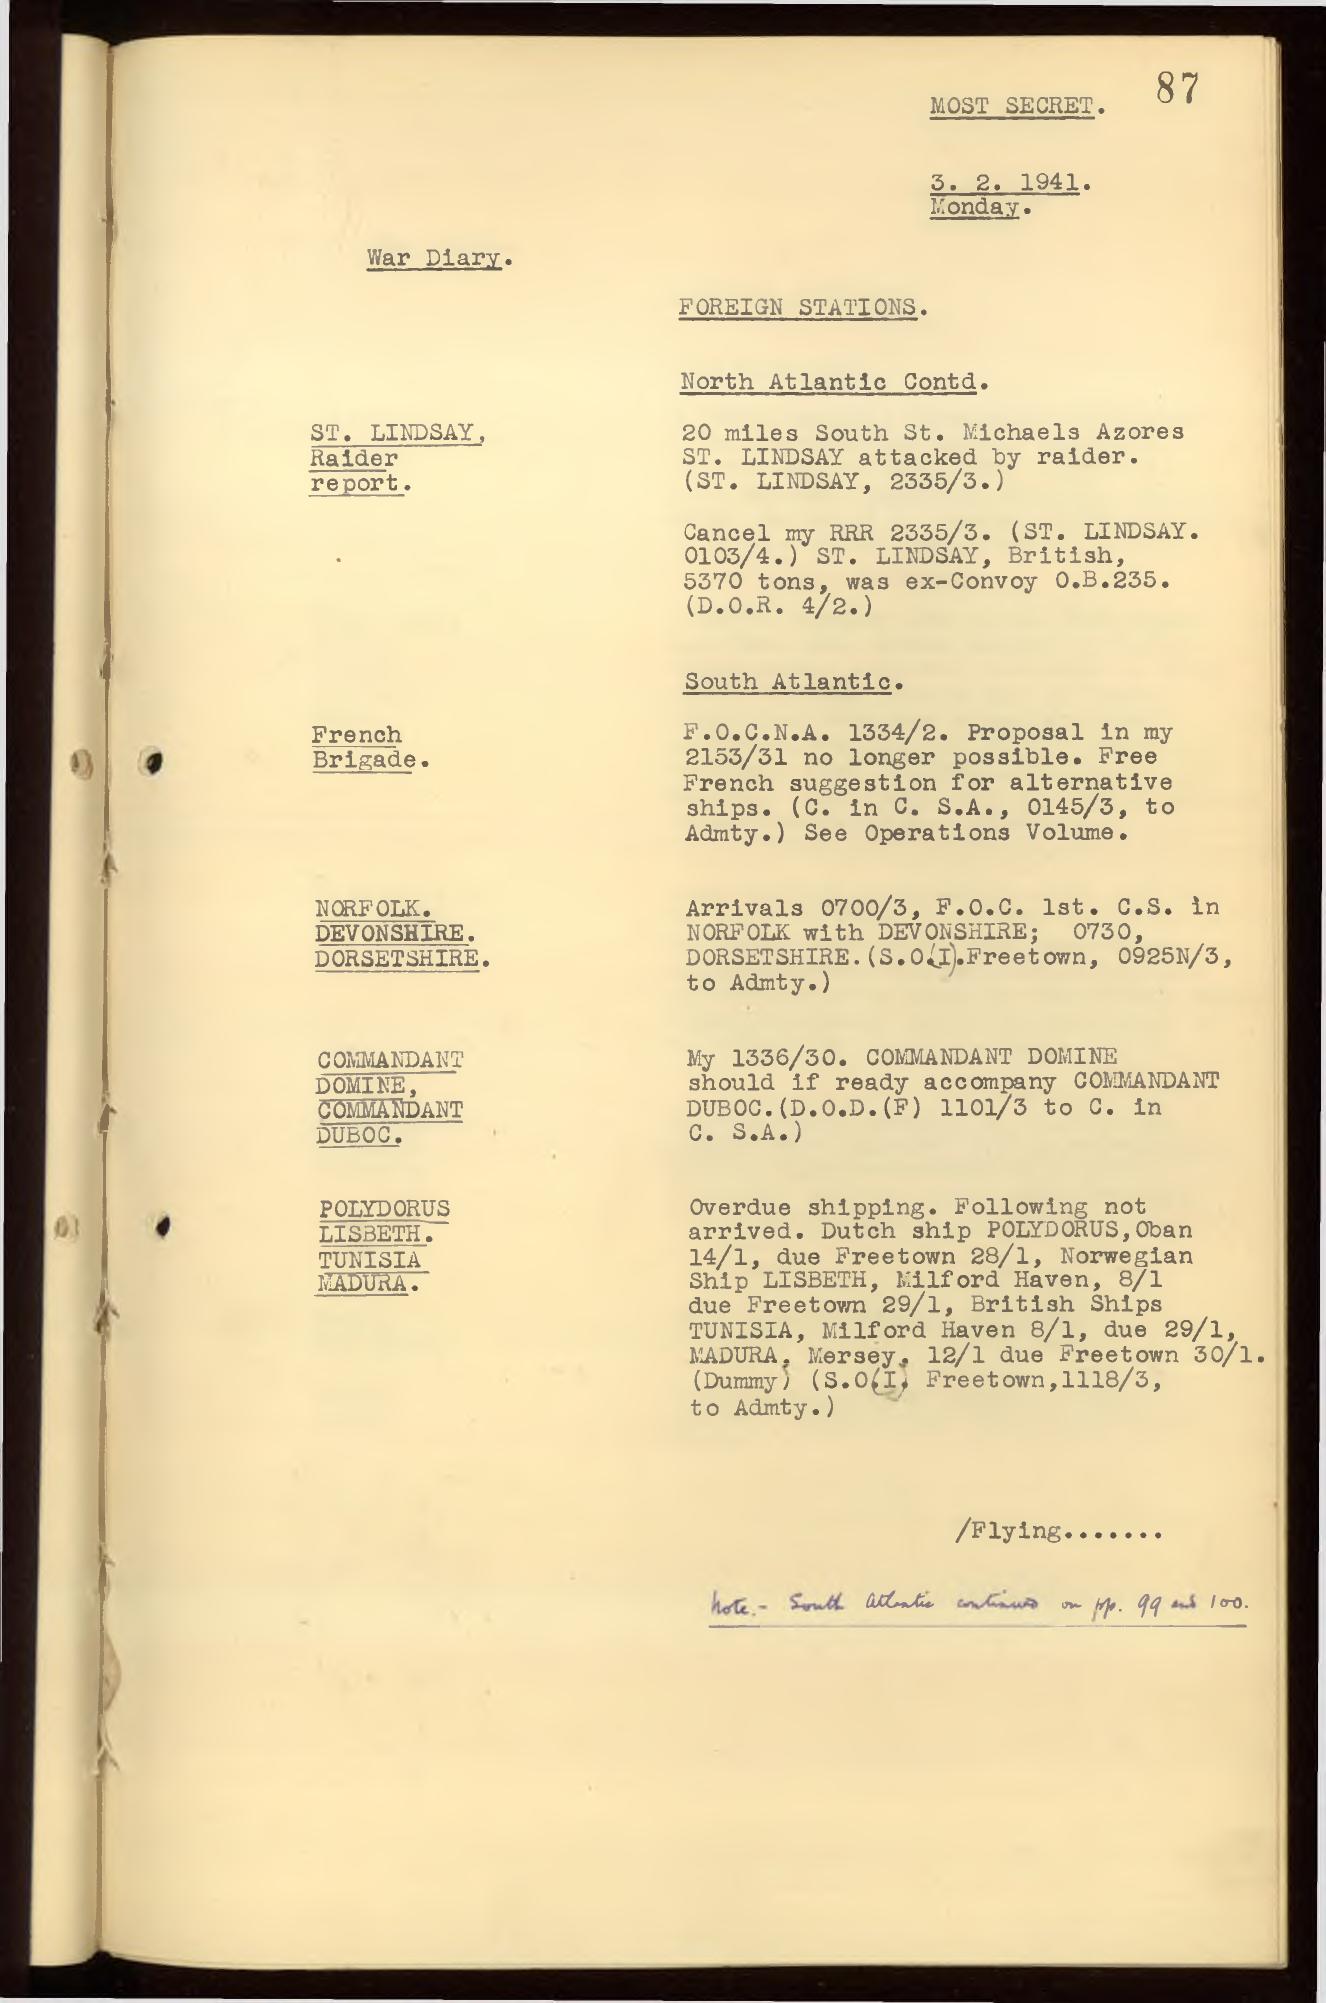 87
MOST SECRET.
3. 2. 1941.
Monday.
War Diary.
FOREIGN STATIONS.
North Atlantic Contd.
ST. LINDSAY,
Raider
report.
20 miles South St. Michaels Azores
ST. LINDSAY attacked by raider.
(ST. LINDSAY, 2335/3.)
Cancel my RRR 2335/3. (ST. LINDSAY.
0103/4.) ST. LINDSAY, British,
5370 tons, was ex-Convoy O.B.235.
(D.O.R. 4/2.)
South Atlantic.
French
Brigade.
F.O.C.N.A. 1334/2. Proposal in my
2153/31 no longer possible. Free
French suggestion for alternative
ships. (C. in C. S.A., 0145/3, to
Admty.) See Operations Volume.
NORFOLK.
DEVONSHIRE.
DORSETSHIRE.
Arrivals 0700/3, F.O.C. 1st. C.S. in
NORFOLK with DEVONSHIRE; 0730,
DORSETSHIRE.(S.O.(I).Freetown, 0925N/3,
to Admty.)
COMMANDANT
DOMINE,
COMMANDANT
DUBOC.
My 1336/30. COMMANDANT DOMINE
should if ready accompany COMMANDANT
DUBOC.(D.O.D.(F) 1101/3 to C. in
C. S.A.)
POLYDORUS
LISBETH.
TUNISIA
MADURA.
Overdue shipping. Following not
arrived. Dutch ship POLYDORUS,Oban
14/1, due Freetown 28/1, Norwegian
Ship LISBETH, Milford Haven, 8/1
due Freetown 29/1, British Ships
TUNISIA, Milford Haven 8/1, due 29/1,
MADURA, Mersey, 12/1 due Freetown 30/1.
(Dummy) (S.O.(I) Freetown,1118/3,
to Admty.)
/Flying.......
Note.- South Atlantic continued on pp. 99 and 100.